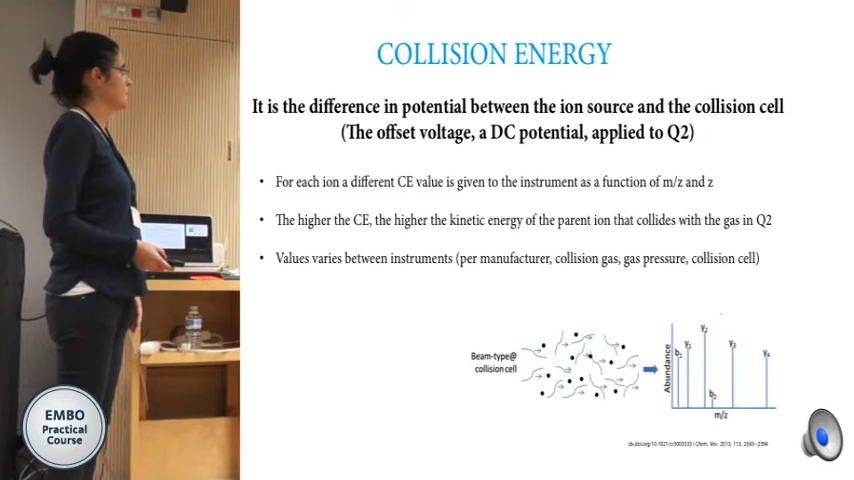 COLLISION ENERGY
It is the difference in potential between the ion source and the collision cell
(The offset voltage, a DC potential, applied to Q2)
• For each ion a different CE value is given to the instrument as a function of m/z and z
• The higher the CE, the higher the kinetic energy of the parent ion that collides with the gas in Q2
• Values varies between instruments (per manufacturer, collision gas, gas pressure, collision cell)
Beam-type@
collision cell
Abundance
y2
y3
y4
b2
m/z
EMBO
Practical
Course